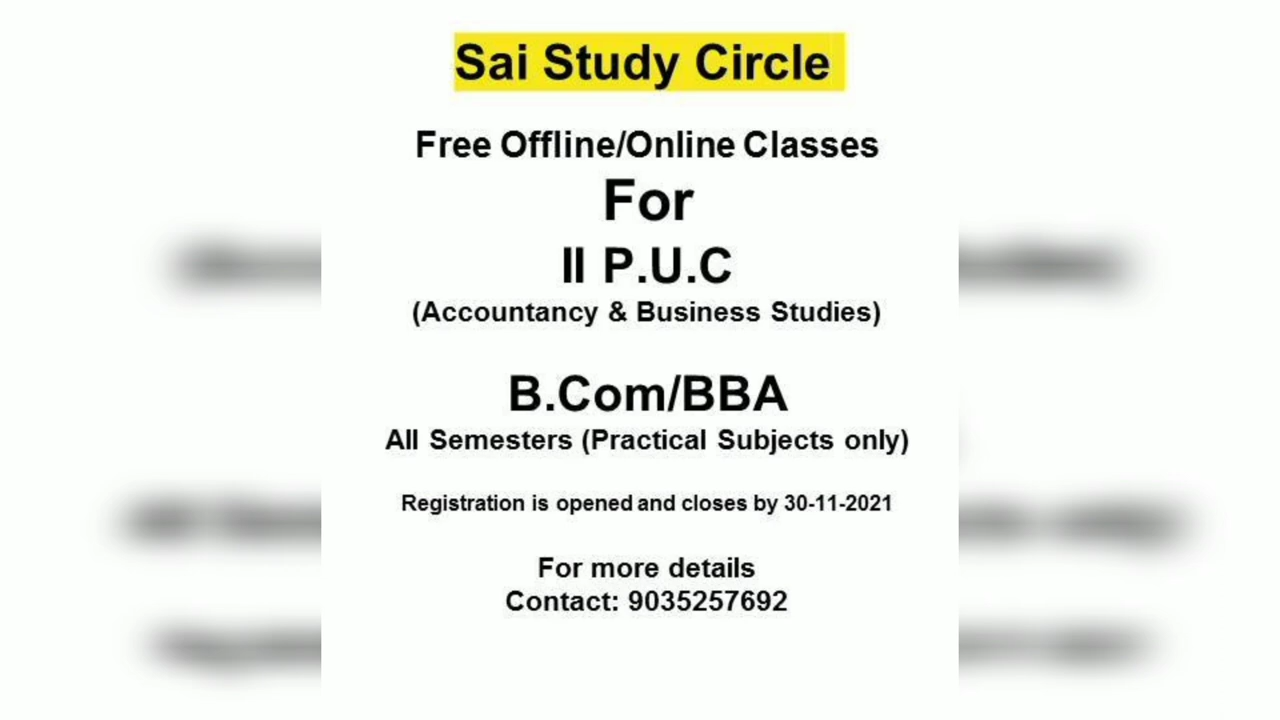 Sai Study Circle
Free Offline/Online Classes
For
II P.U.C
(Accountancy & Business Studies)
B.Com/BBA
All Semesters (Practical Subjects only)
Registration is opened and closes by 30-11-2021
For more details
Contact: 9035257692